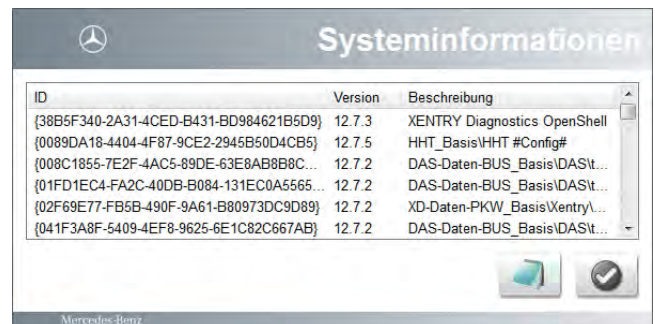 Systeminformationen
ID Version Beschreibung
{38B5F340-2A31-4CED-B431-BD984621B5D9} 12.7.3 XENTRY Diagnostics OpenShell
{0089DA18-4404-4F87-9CE2-2945B50D4CB5} 12.7.5 HHT_Basis\HHT #Config#
{008C1855-7E2F-4AC5-89DE-63E8AB8B8C... 12.7.2 DAS-Daten-BUS_Basis\DAS\t...
{01FD1EC4-FA2C-40DB-B084-131EC0A5565... 12.7.2 DAS-Daten-BUS_Basis\DAS\t...
{02F69E77-FB5B-490F-9A61-B80973DC9D89} 12.7.2 XD-Daten-PKW_Basis\Xentry\...
{041F3A8F-5409-4EF8-9625-6E1C82C667AB} 12.7.2 DAS-Daten-BUS_Basis\DAS\t...
Mercedes-Benz